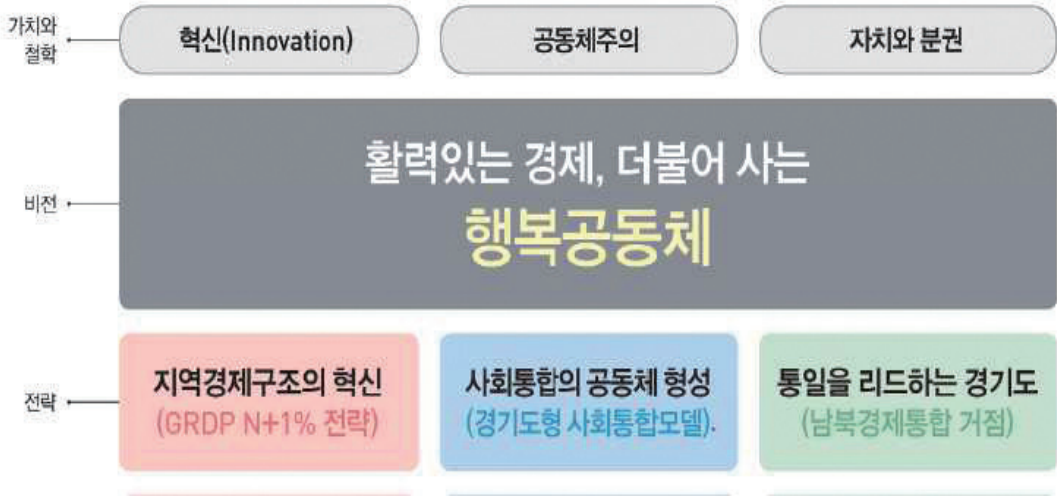 가치와
철학
혁신(Innovation)
공동체주의
자치와 분권
비전
활력있는 경제, 더불어 사는
행복공동체
전략
지역경제구조의 혁신
(GRDP N+1% 전략)
사회통합의 공동체 형성
(경기도형 사회통합모델).
통일을 리드하는 경기도
(남북경제통합 거점)